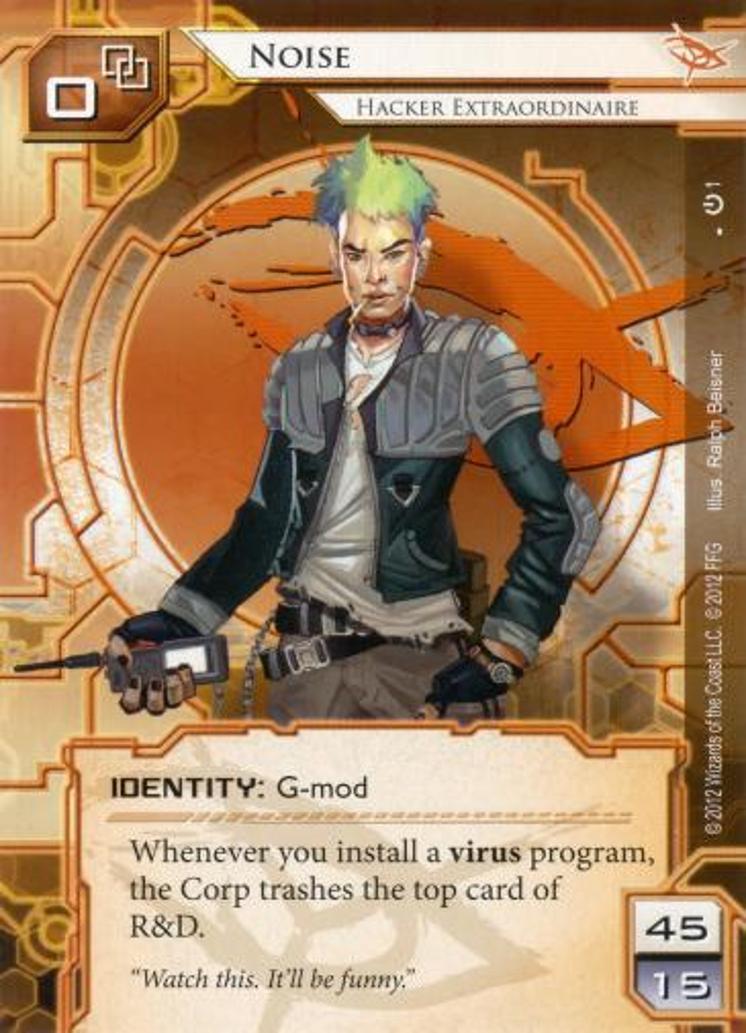 0
NOISE
HACKER EXTRAORDINAIRE
1
Illus. Ralph Beisner
©2012 Wizards of the Coast LLC. ©2012 FFG
IDENTITY: G-mod
Whenever you install a virus program,
the Corp trashes the top card of
R&D.
“Watch this. It'll be funny.”
45
15